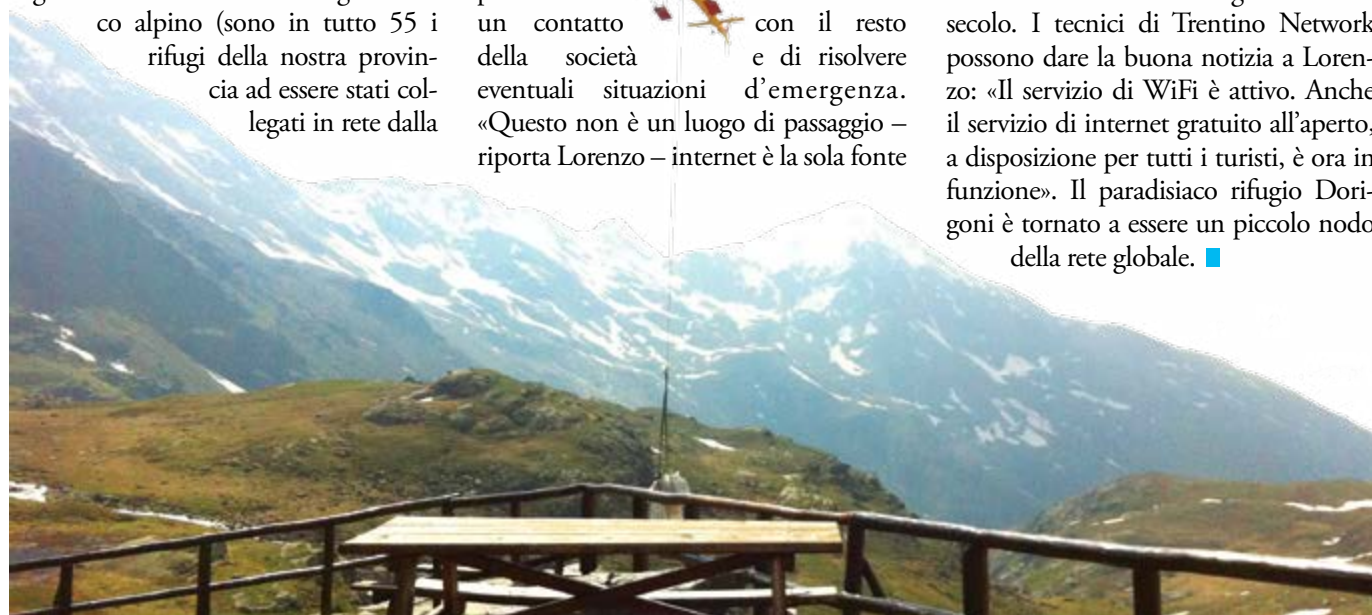 co alpino (sono in tutto 55 i
rifugi della nostra provin-
cia ad essere stati col-
legati in rete dalla
un contatto con il resto
della società e di risolvere
eventuali situazioni d'emergenza.
«Questo non è un luogo di passaggio –
riporta Lorenzo – internet è la sola fonte
secolo. I tecnici di Trentino Network
possono dare la buona notizia a Loren-
zo: «Il servizio di WiFi è attivo. Anche
il servizio di internet gratuito all'aperto,
a disposizione per tutti i turisti, è ora in
funzione». Il paradisiaco rifugio Dori-
goni è tornato a essere un piccolo nodo
della rete globale.